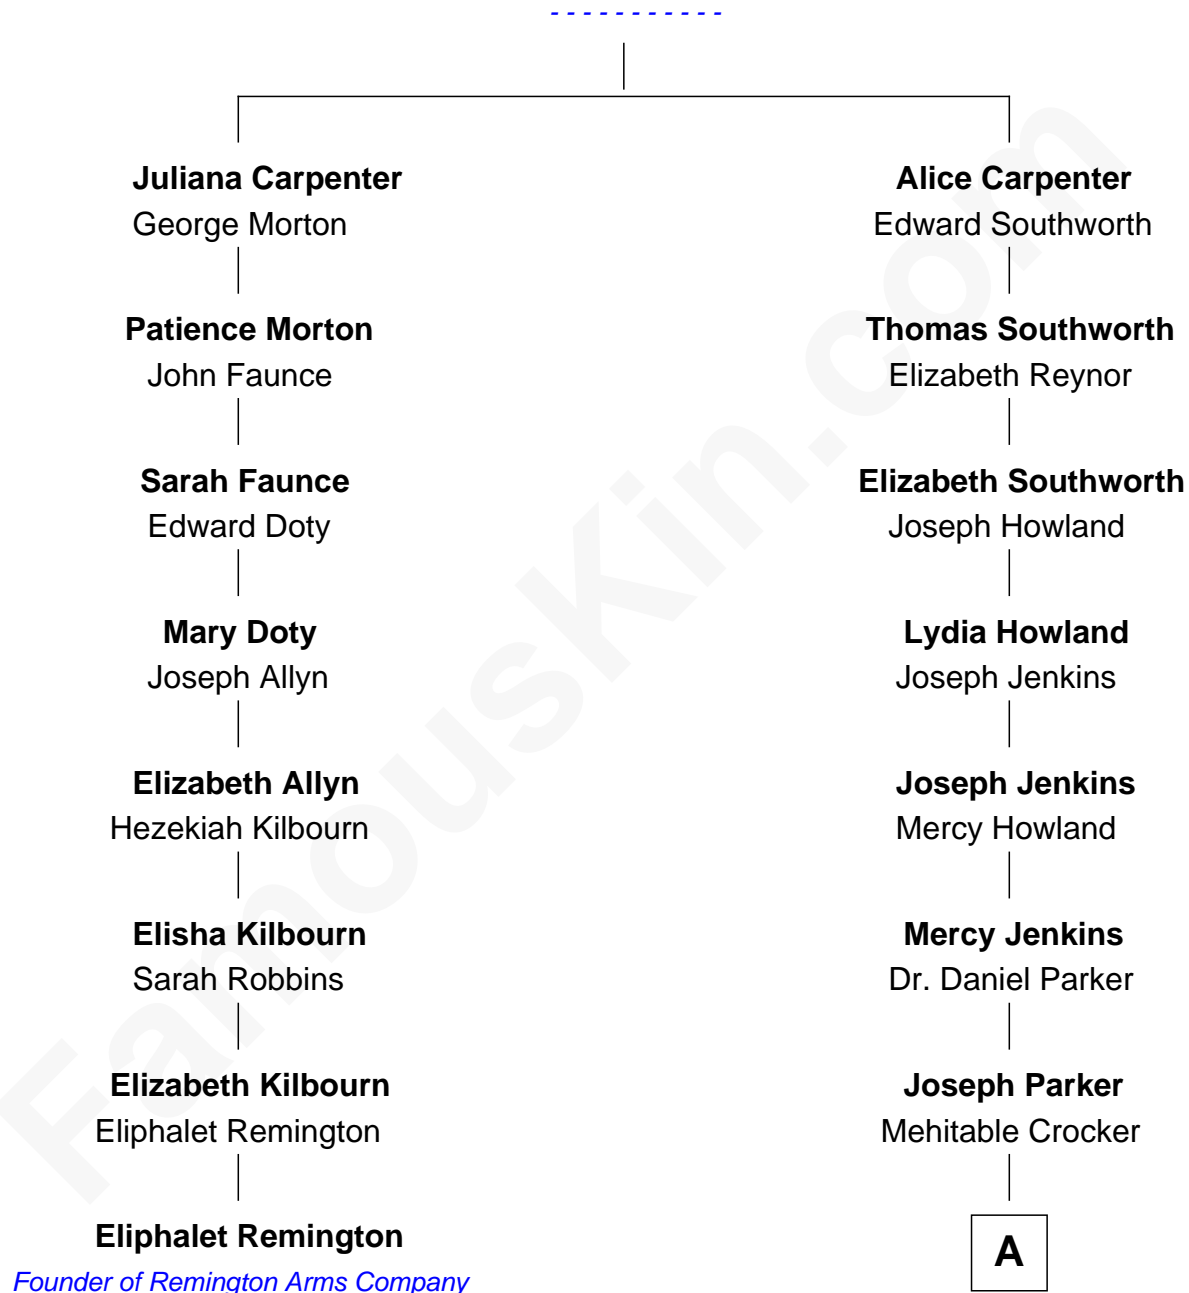 - - - - - - - - - - -
Juliana Carpenter
George Morton
Alice Carpenter
Edward Southworth
Patience Morton
John Faunce
Thomas Southworth
Elizabeth Reynor
Sarah Faunce
Edward Doty
Elizabeth Southworth
Joseph Howland
Mary Doty
Joseph Allyn
Lydia Howland
Joseph Jenkins
Elizabeth Allyn
Hezekiah Kilbourn
Joseph Jenkins
Mercy Howland
Elisha Kilbourn
Sarah Robbins
Mercy Jenkins
Dr. Daniel Parker
Elizabeth Kilbourn
Eliphalet Remington
Joseph Parker
Mehitable Crocker
Eliphalet Remington
Founder of Remington Arms Company
A
FamousKin.com